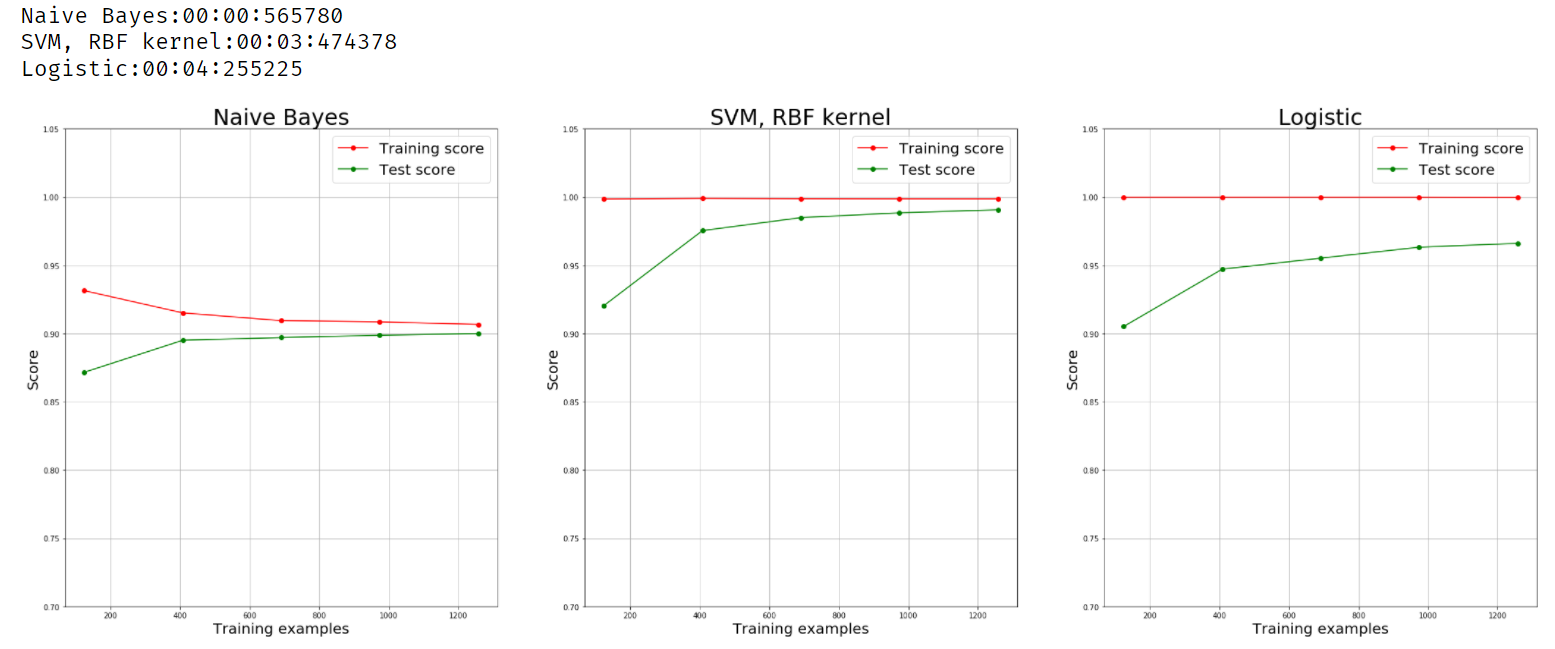 Naive Bayes:00:00:565780
SVM, RBF kernel:00:03:474378
Logistic:00:04:255225
Naive Bayes
1.05
1.00
0.95
0.90
0.85
0.80
0.75
0.70
Score
Training score
Test score
200 400 600 800 1000 1200
Training examples
SVM, RBF kernel
1.05
1.00
0.95
0.90
0.85
0.80
0.75
0.70
Score
Training score
Test score
200 400 600 800 1000 1200
Training examples
Logistic
1.05
1.00
0.95
0.90
0.85
0.80
0.75
0.70
Score
Training score
Test score
200 400 600 800 1000 1200
Training examples